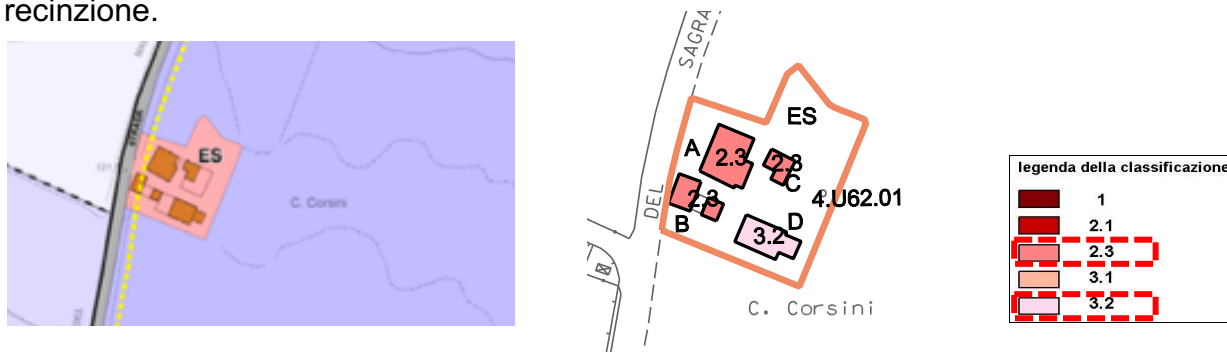 recinzione.
STRADA
ES
C. Corsini
SAGRA
DEL
ES
A
2.3
2.3
C
4.U62.01
2.3
B
D
3.2
C. Corsini
legenda della classificazione
1
2.1
2.3
3.1
3.2